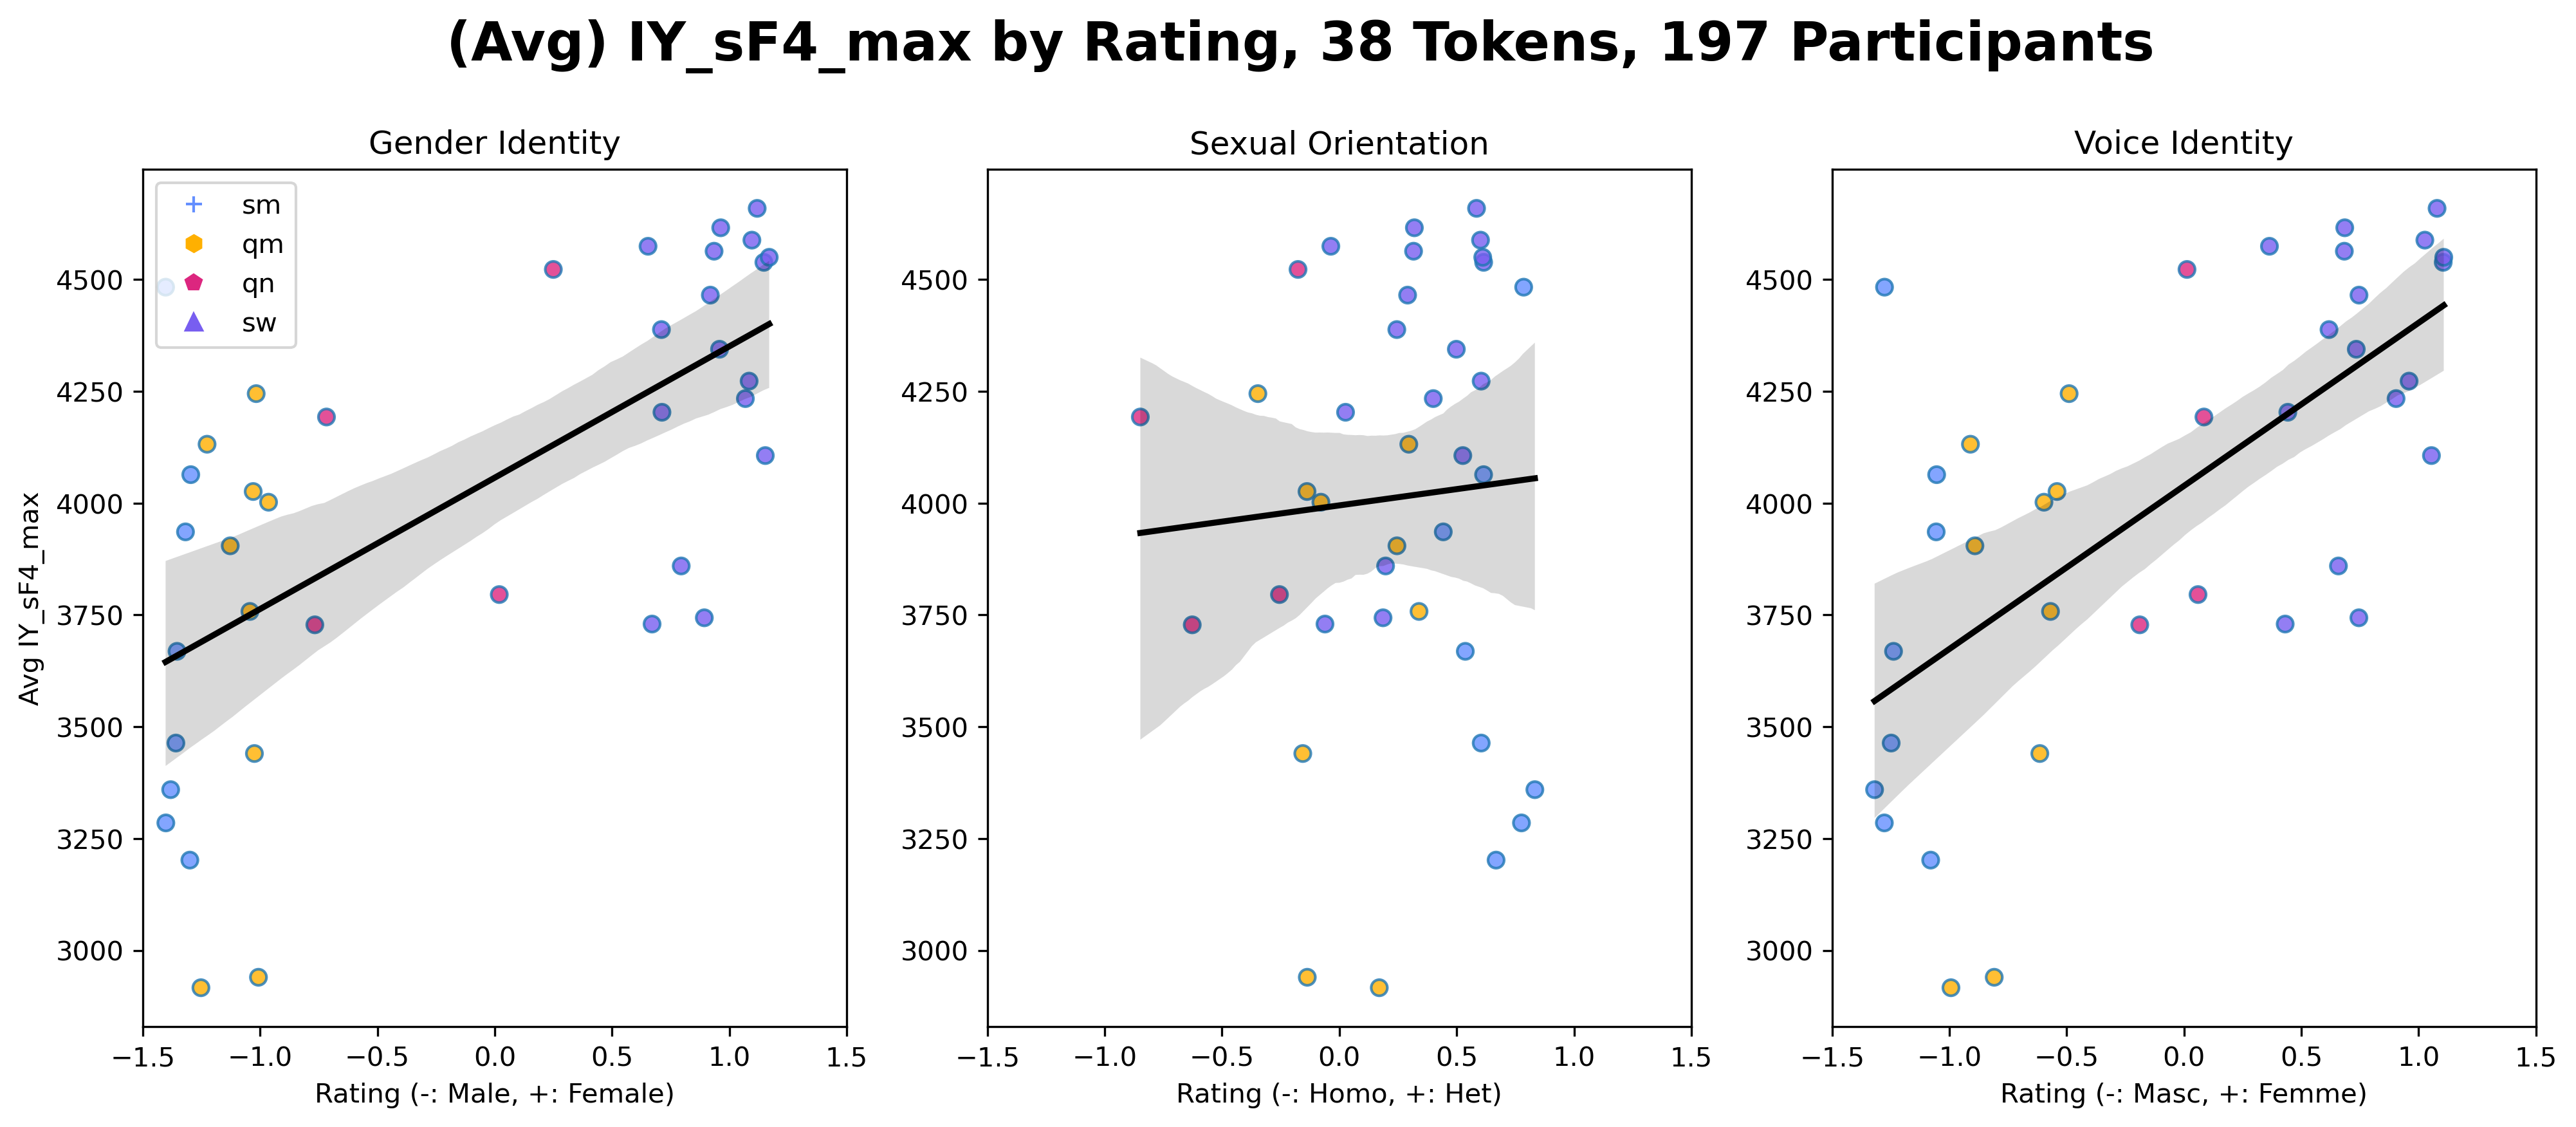 (Avg) IY_sF4_max by Rating, 38 Tokens, 197 Participants
Gender Identity
sm
qm
qn
sw
4500
4250
4000
3750
3500
3250
3000
Avg IY_sF4_max
−1.5 −1.0 −0.5 0.0 0.5 1.0 1.5
Rating (-: Male, +: Female)
Sexual Orientation
4500
4250
4000
3750
3500
3250
3000
−1.5 −1.0 −0.5 0.0 0.5 1.0 1.5
Rating (-: Homo, +: Het)
Voice Identity
4500
4250
4000
3750
3500
3250
3000
−1.5 −1.0 −0.5 0.0 0.5 1.0 1.5
Rating (-: Masc, +: Femme)